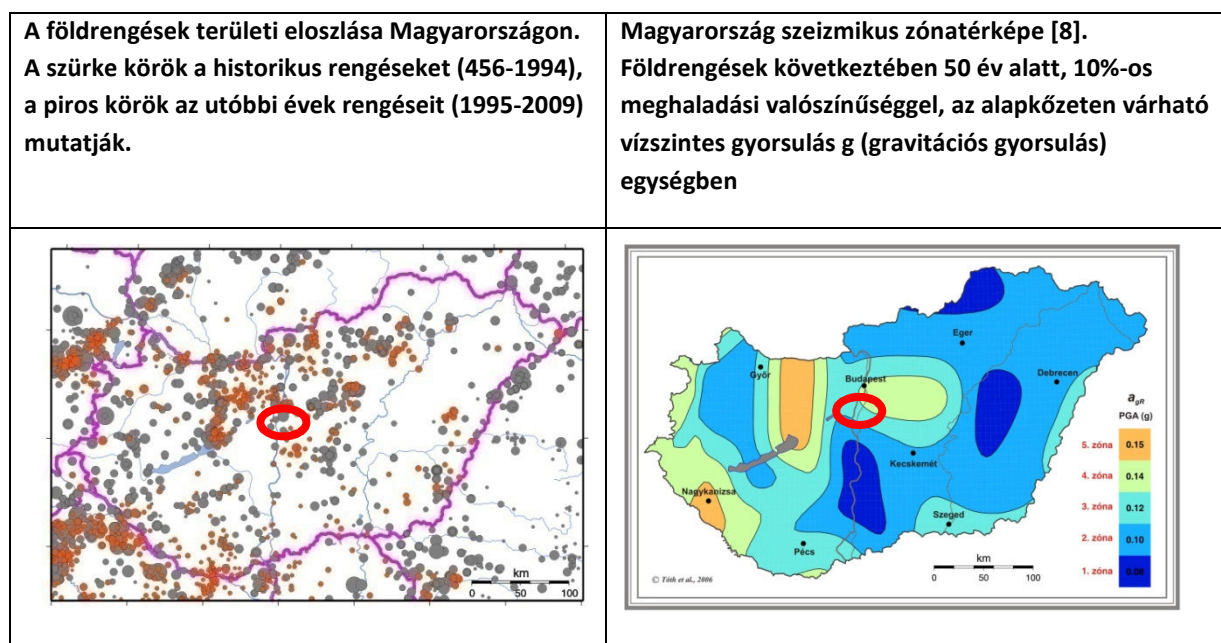 A földrengések területi eloszlása Magyarországon.
A szürke körök a historikus rengéseket (456-1994),
a piros körök az utóbbi évek rengéseit (1995-2009)
mutatják.
Magyarország szeizmikus zónatérképe [8].
Földrengések következtében 50 év alatt, 10%-os
meghaladási valószínűséggel, az alapkőzeten várható
vízszintes gyorsulás g (gravitációs gyorsulás)
egységben
km
0 50 100
Eger
Győr
Budapest
Debrecen
Kecskemét
Nagykanizsa
Szeged
Pécs
km
0 50 100
© Tóth et al., 2006
agR
PGA (g)
5. zóna 0.15
4. zóna 0.14
3. zóna 0.12
2. zóna 0.10
1. zóna 0.08